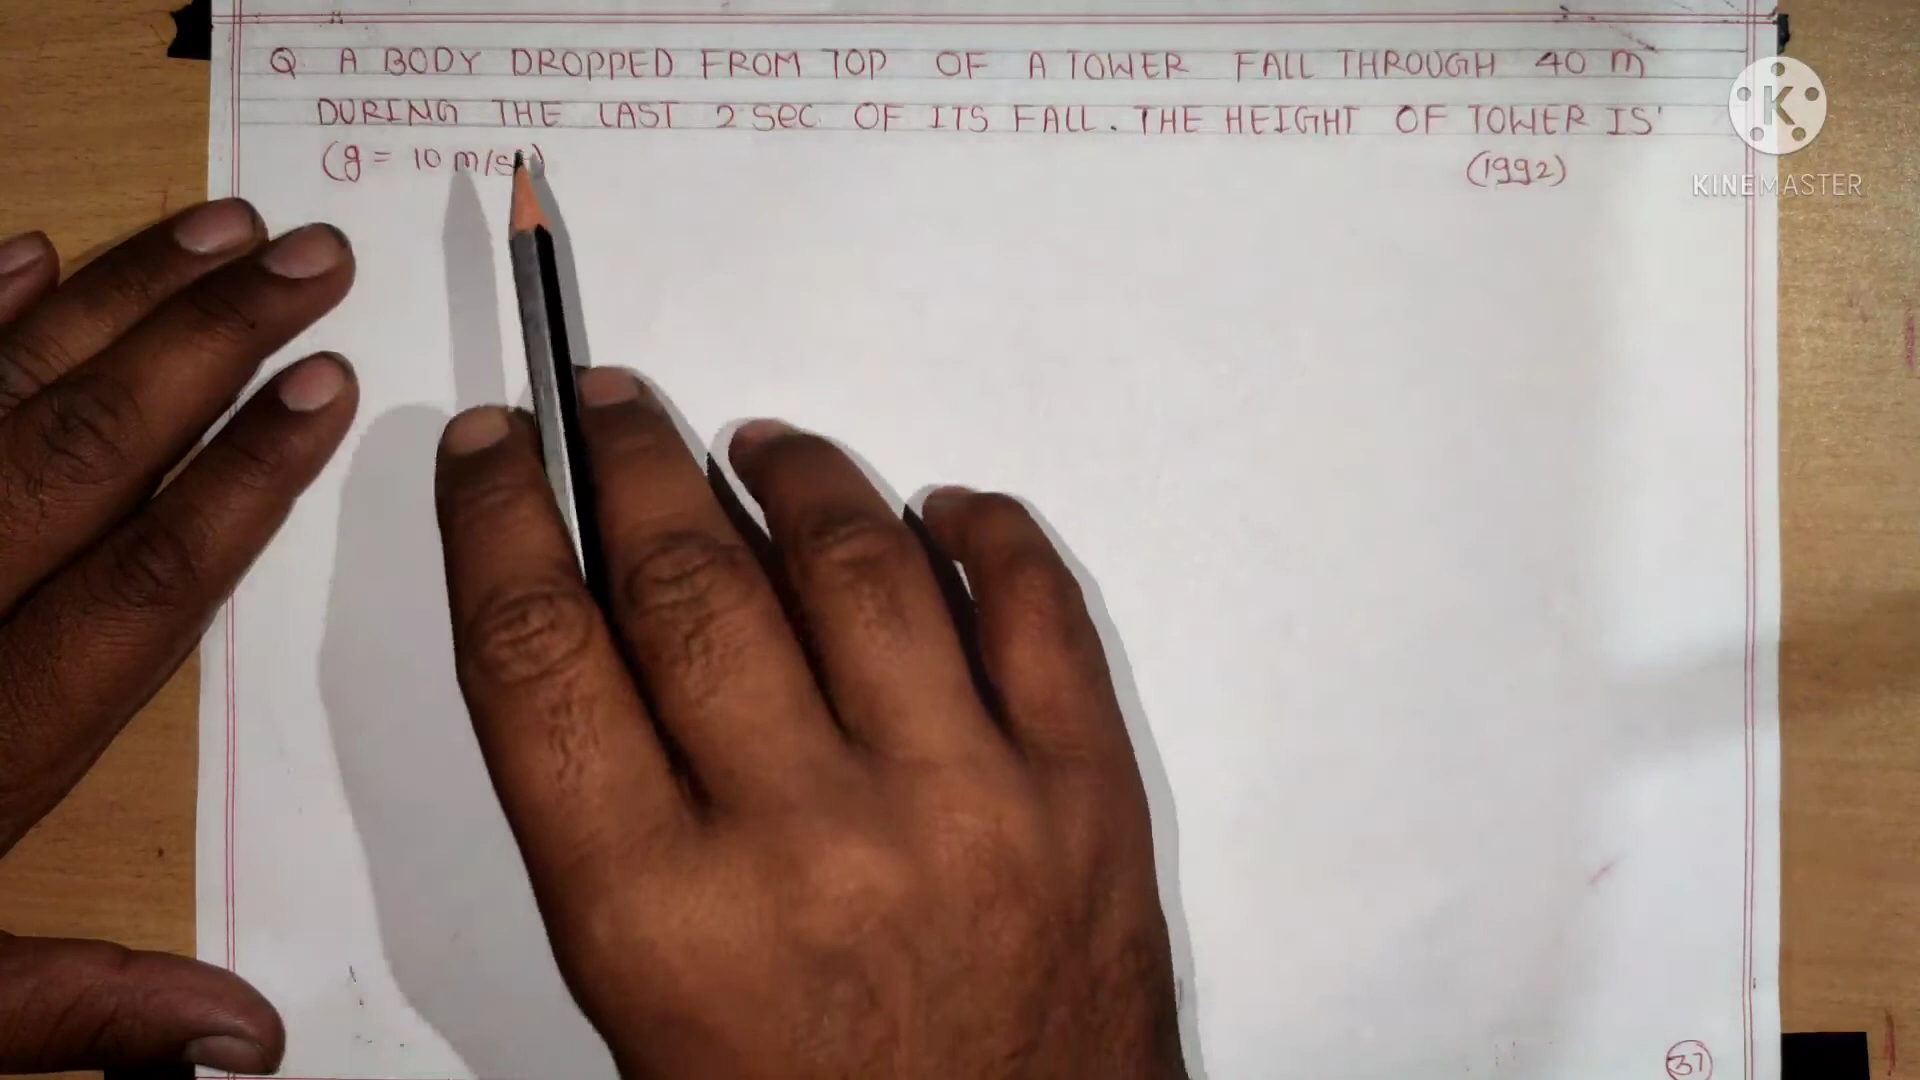 Q. A BODY DROPPED FROM TOP OF A TOWER FALL THROUGH 40 m
DURING THE LAST 2 SEC. OF ITS FALL. THE HEIGHT OF TOWER IS'
(g = 10 m/s
(1992)
K
KINEMASTER
37